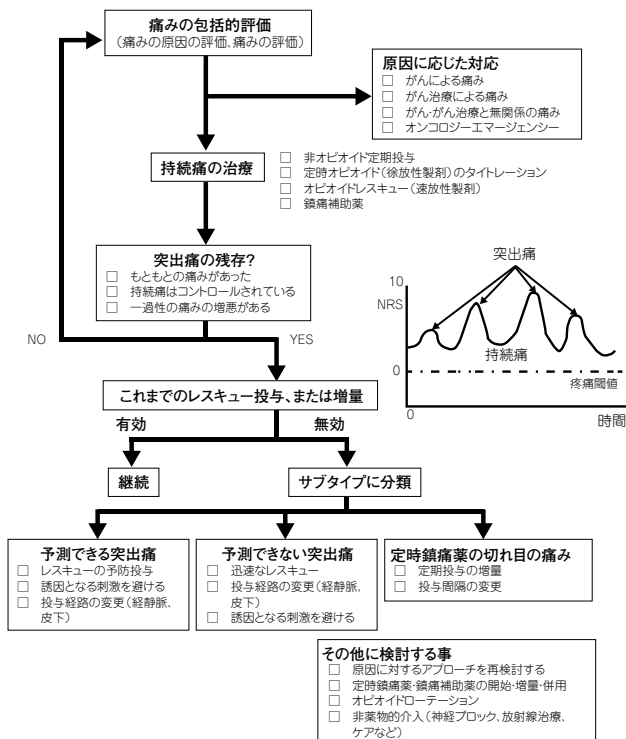 痛みの包括的評価
(痛みの原因の評価、痛みの評価)
原因に応じた対応
□ がんによる痛み
□ がん治療による痛み
□ がん・がん治療と無関係の痛み
□ オンコロジーエマージェンシー
持続痛の治療
□ 非オピオイド定期投与
□ 定時オピオイド(徐放性製剤)のタイトレーション
□ オピオイドレスキュー(速放性製剤)
□ 鎮痛補助薬
突出痛の残存?
□ もともとの痛みがあった
□ 持続痛はコントロールされている
□ 一過性の痛みの増悪がある
NO
YES
突出痛
10
NRS
持続痛
0
疼痛閾値
0
時間
これまでのレスキュー投与、または増量
有効
無効
継続
サブタイプに分類
予測できる突出痛
□ レスキューの予防投与
□ 誘因となる刺激を避ける
□ 投与経路の変更(経静脈、
皮下)
予測できない突出痛
□ 迅速なレスキュー
□ 投与経路の変更(経静脈、
皮下)
□ 誘因となる刺激を避ける
定時鎮痛薬の切れ目の痛み
□ 定期投与の増量
□ 投与間隔の変更
その他に検討する事
□ 原因に対するアプローチを再検討する
□ 定時鎮痛薬・鎮痛補助薬の開始・増量・併用
□ オピオイドローテーション
□ 非薬物的介入(神経ブロック、放射線治療、
ケアなど)